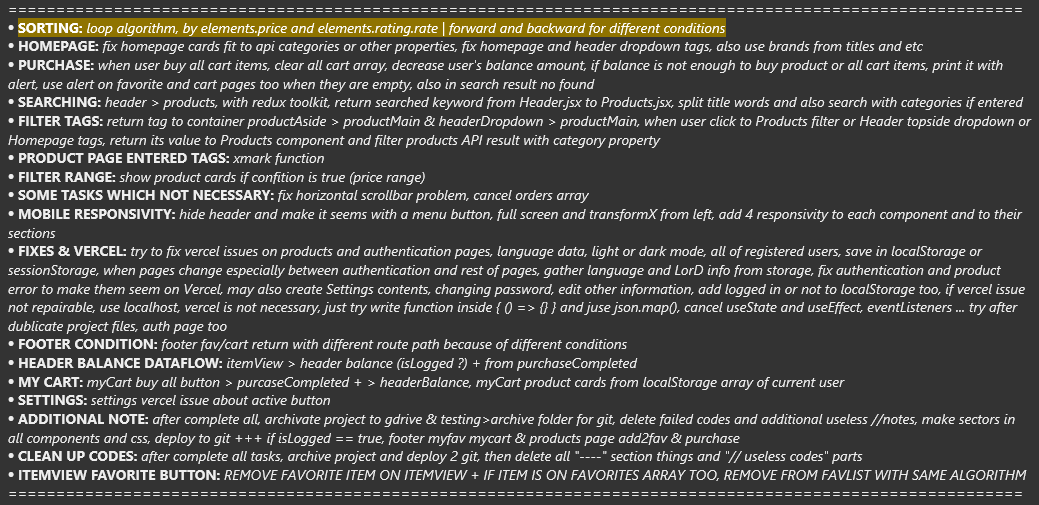 ==========================================================================================================
• SORTING: loop algorithm, by elements.price and elements.rating.rate | forward and backward for different conditions
• HOMEPAGE: fix homepage cards fit to api categories or other properties, fix homepage and header dropdown tags, also use brands from titles and etc
• PURCHASE: when user buy all cart items, clear all cart array, decrease user's balance amount, if balance is not enough to buy product or all cart items, print it with
alert, use alert on favorite and cart pages too when they are empty, also in search result no found
• SEARCHING: header > products, with redux toolkit, return searched keyword from Header.jsx to Products.jsx, split title words and also search with categories if entered
• FILTER TAGS: return tag to container productAside > productMain & headerDropdown > productMain, when user click to Products filter or Header topside dropdown or
Homepage tags, return its value to Products component and filter products API result with category property
• PRODUCT PAGE ENTERED TAGS: xmark function
• FILTER RANGE: show product cards if confition is true (price range)
• SOME TASKS WHICH NOT NECESSARY: fix horizontal scrollbar problem, cancel orders array
• MOBILE RESPONSIVITY: hide header and make it seems with a menu button, full screen and transformX from left, add 4 responsivity to each component and to their
sections
• FIXES & VERCEL: try to fix vercel issues on products and authentication pages, language data, light or dark mode, all of registered users, save in localStorage or
sessionStorage, when pages change especially between authentication and rest of pages, gather language and LorD info from storage, fix authentication and product
error to make them seem on Vercel, may also create Settings contents, changing password, edit other information, add logged in or not to localStorage too, if vercel issue
not repairable, use localhost, vercel is not necessary, just try write function inside { () => {} } and juse json.map(), cancel useState and useEffect, eventListeners ... try after
dublicate project files, auth page too
• FOOTER CONDITION: footer fav/cart return with different route path because of different conditions
• HEADER BALANCE DATAFLOW: itemView > header balance (isLogged ?) + from purchaseCompleted
• MY CART: myCart buy all button > purcaseCompleted + > headerBalance, myCart product cards from localStorage array of current user
• SETTINGS: settings vercel issue about active button
• ADDITIONAL NOTE: after complete all, archivate project to gdrive & testing>archive folder for git, delete failed codes and additional useless //notes, make sectors in
all components and css, deploy to git +++ if isLogged == true, footer myfav mycart & products page add2fav & purchase
• CLEAN UP CODES: after complete all tasks, archive project and deploy 2 git, then delete all "----" section things and "// useless codes" parts
• ITEMVIEW FAVORITE BUTTON: REMOVE FAVORITE ITEM ON ITEMVIEW + IF ITEM IS ON FAVORITES ARRAY TOO, REMOVE FROM FAVLIST WITH SAME ALGORITHM
==========================================================================================================